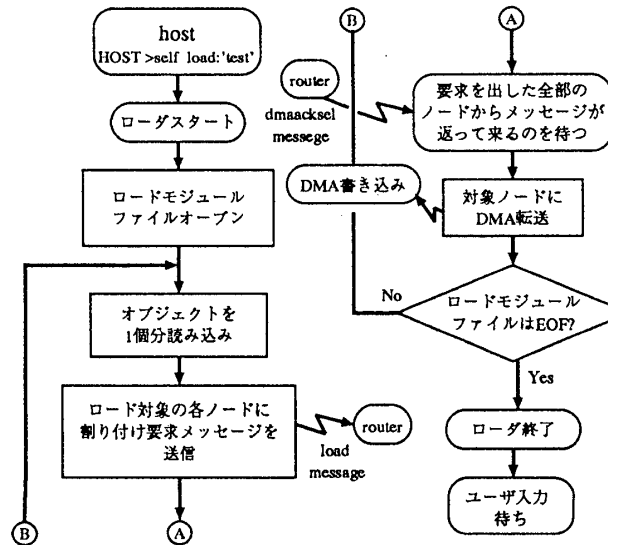 host
HOST >self load:'test'
ローダスタート
ロードモジュール
ファイルオープン
オブジェクトを
1個分読み込み
ロード対象の各ノードに
割り付け要求メッセージを
送信
router
load
message
B
A
B
A
router
dmaacksel
messege
要求を出した全部の
ノードからメッセージが
返って来るのを待つ
DMA書き込み
対象ノードに
DMA転送
No
ロードモジュール
ファイルはEOF?
Yes
ローダ終了
ユーザ入力
待ち